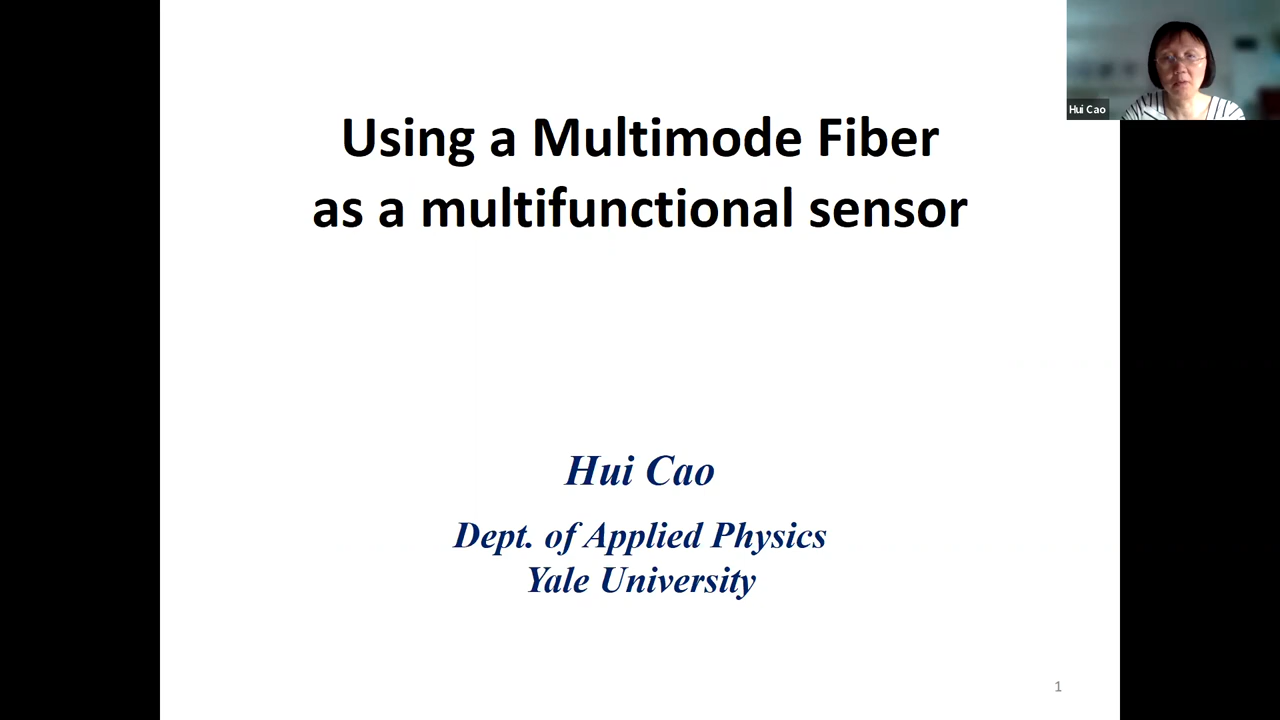 Hui Cao
Using a Multimode Fiber
as a multifunctional sensor
Hui Cao
Dept. of Applied Physics
Yale University
1